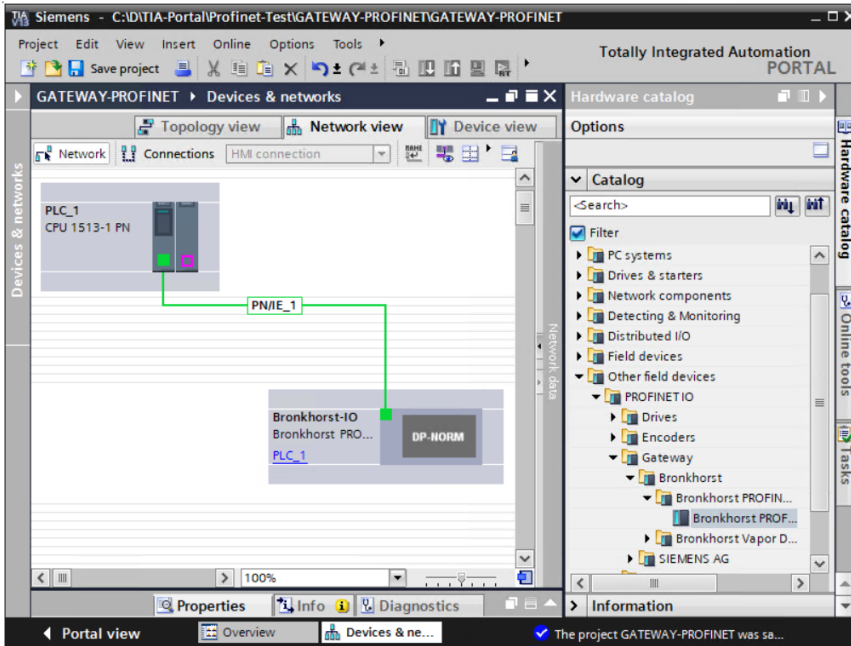 Siemens - C:\D\TIA-Portal\Profinet-Test\GATEWAY-PROFINET\GATEWAY-PROFINET
Project Edit View Insert Online Options Tools
Save project
Totally Integrated Automation
PORTAL
GATEWAY-PROFINET Devices & networks
Topology view Network view Device view
Network Connections HMI connection
PLC_1
CPU 1513-1 PN
PN/IE_1
Bronkhorst-IO
Bronkhorst PRO...
PLC_1
DP-NORM
100%
Properties Info Diagnostics
Devices & networks
Network data
Hardware catalog
Options
Catalog
<Search>
Filter
PC systems
Drives & starters
Network components
Detecting & Monitoring
Distributed I/O
Field devices
Other field devices
PROFINET IO
Drives
Encoders
Gateway
Bronkhorst
Bronkhorst PROFIN...
Bronkhorst PROF...
Bronkhorst Vapor D...
SIEMENS AG
Information
Hardware catalog
Online tools
Tasks
Portal view
Overview
Devices & ne...
The project GATEWAY-PROFINET was sa...